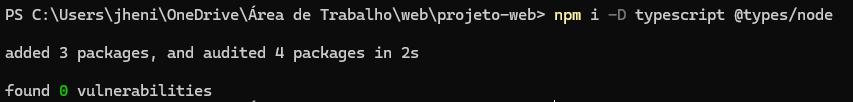 PS C:\Users\jheni\OneDrive\Área de Trabalho\web\projeto-web> npm i -D typescript @types/node
added 3 packages, and audited 4 packages in 2s
found 0 vulnerabilities